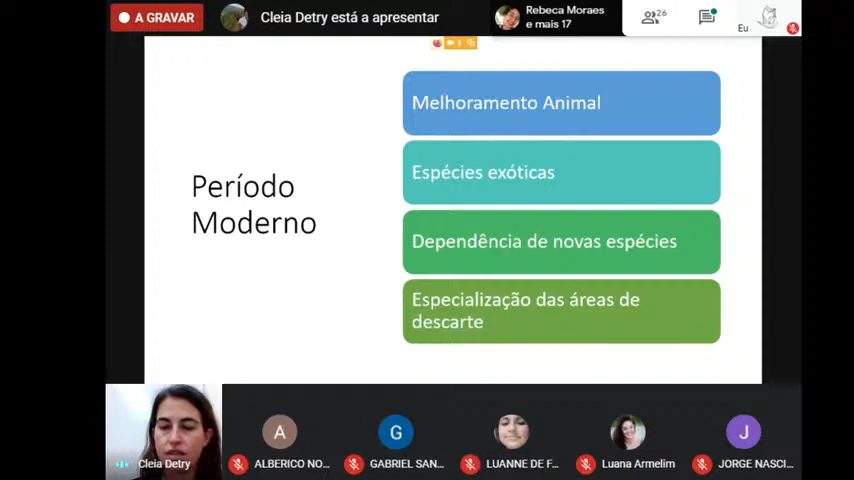 A GRAVAR
Cleia Detry está a apresentar
Rebeca Moraes
e mais 17
26
Eu
Melhoramento Animal
Espécies exóticas
Período
Moderno
Dependência de novas espécies
Especialização das áreas de
descarte
Cleia Detry
A
ALBERICO NO...
G
GABRIEL SAN...
LUANNE DE F...
Luana Armelim
J
JORGE NASCI...